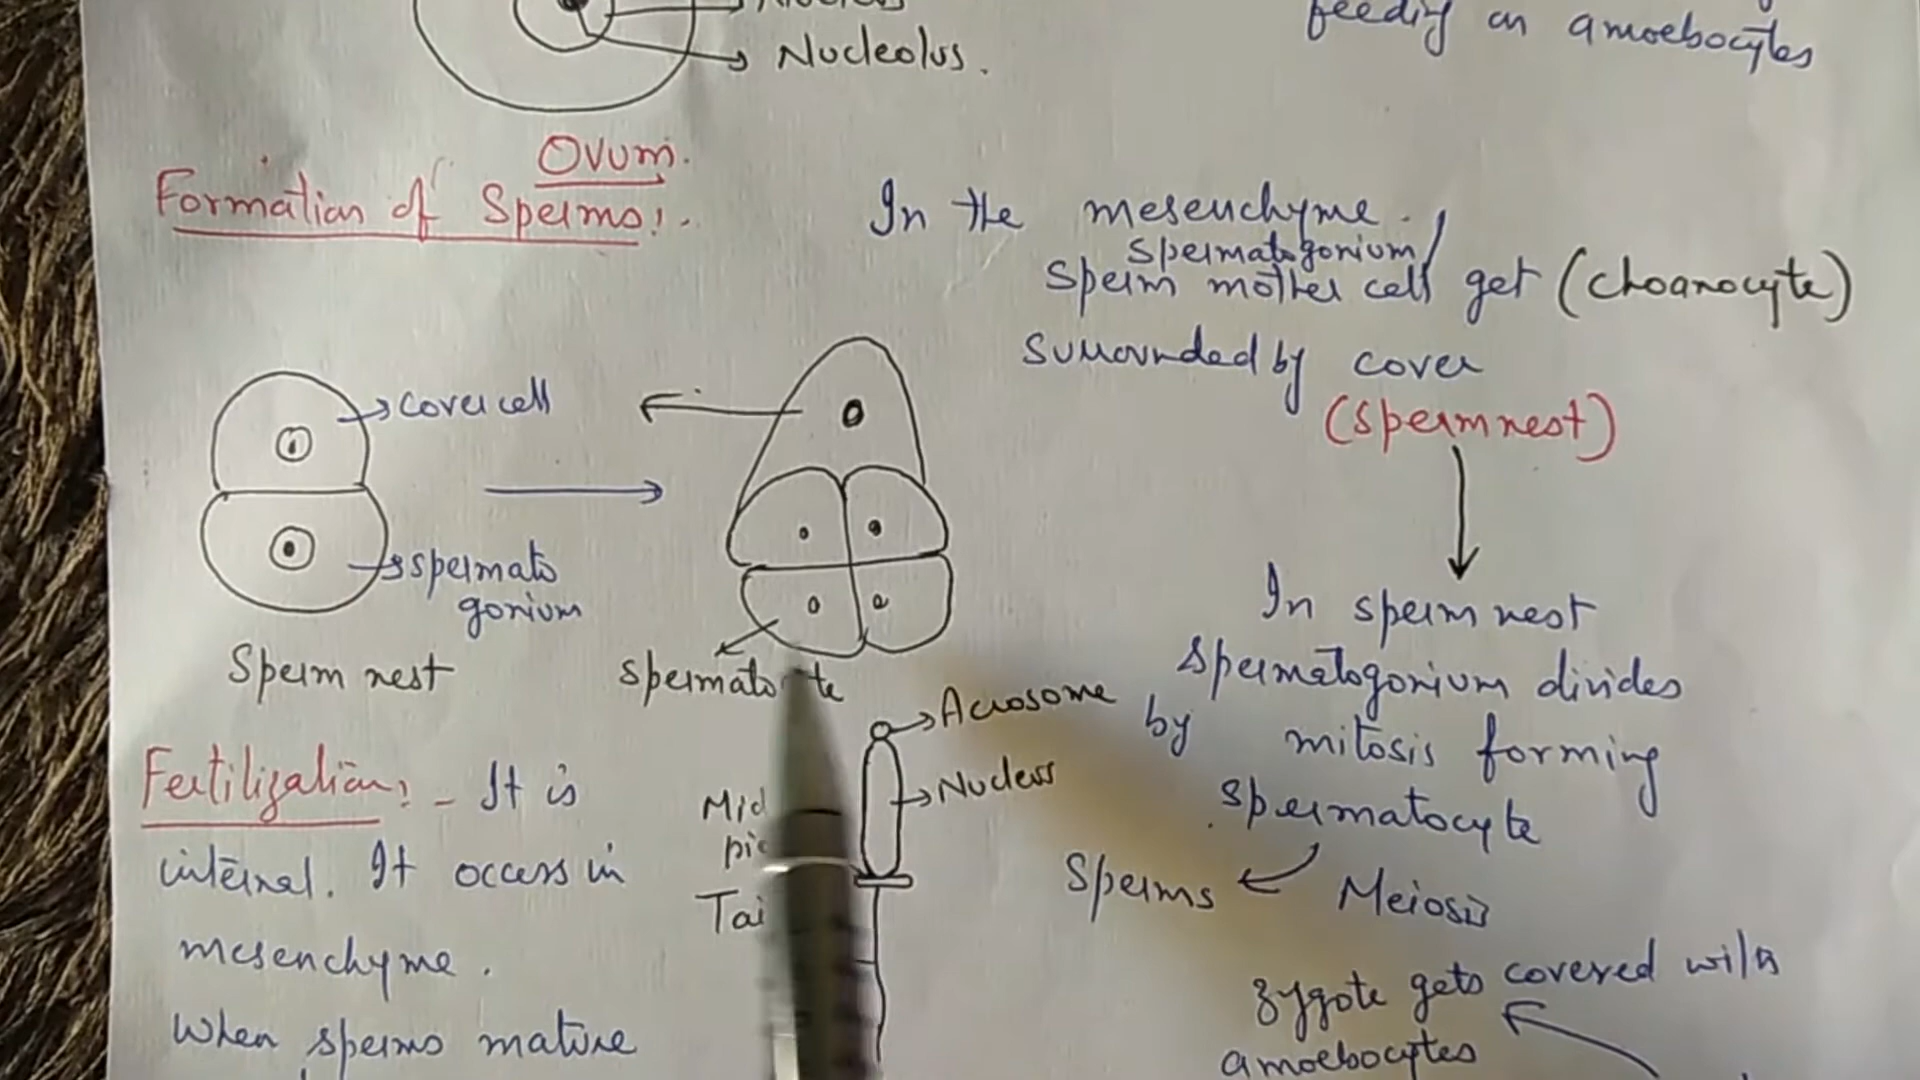 Nucleolus.
feeding on amoebocytes
Ovum.
Formation of Sperms:-
In the mesenchyme.
spermatogonium/
sperm mother cell get (choanocyte)
surrounded by cover
(sperm nest)
cover cell
spermato
gonium
Sperm nest
In sperm nest
spermatogonium divides
by mitosis forming
spermatocyte
Sperms
Meiosis
Acrosome
Nucleus
Fertilization:- It is
internal. It occers in
mesenchyme.
When sperms mature
zygote gets covered with
amoebocytes